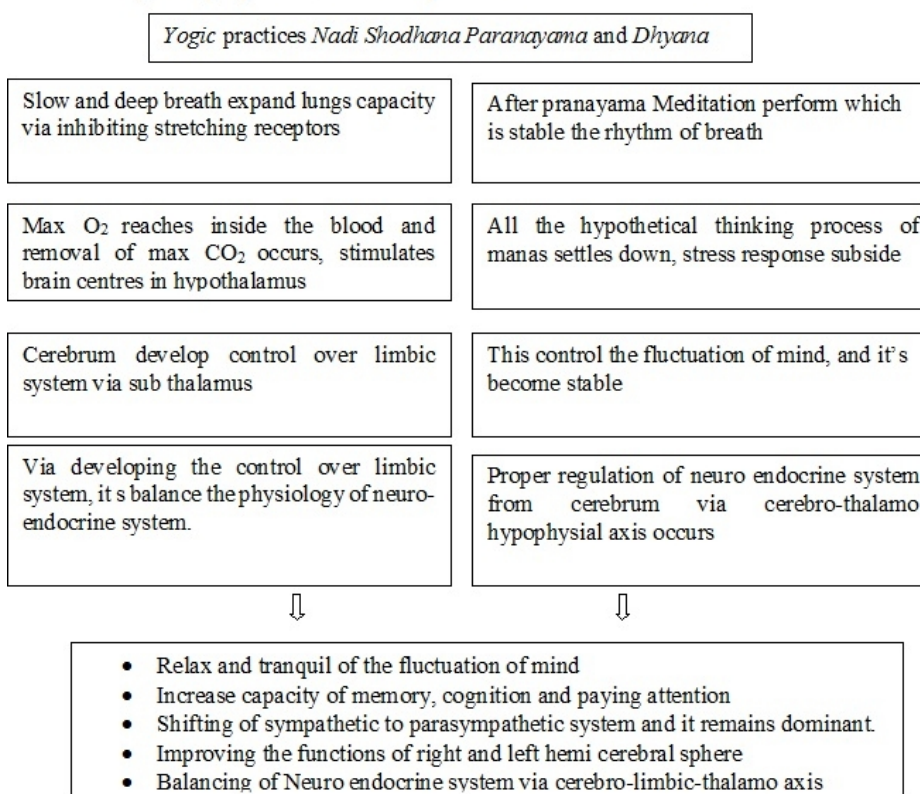 Yogic practices Nadi Shodhana Paranayama and Dhyana
Slow and deep breath expand lungs capacity
via inhibiting stretching receptors
After pranayama Meditation perform which
is stable the rhythm of breath
Max O₂ reaches inside the blood and
removal of max CO₂ occurs, stimulates
brain centres in hypothalamus
All the hypothetical thinking process of
manas settles down, stress response subside
Cerebrum develop control over limbic
system via sub thalamus
This control the fluctuation of mind, and it's
become stable
Via developing the control over limbic
system, it s balance the physiology of neuro-
endocrine system.
Proper regulation of neuro endocrine system
from cerebrum via cerebro-thalamo
hypophysial axis occurs
• Relax and tranquil of the fluctuation of mind
• Increase capacity of memory, cognition and paying attention
• Shifting of sympathetic to parasympathetic system and it remains dominant.
• Improving the functions of right and left hemi cerebral sphere
• Balancing of Neuro endocrine system via cerebro-limbic-thalamo axis